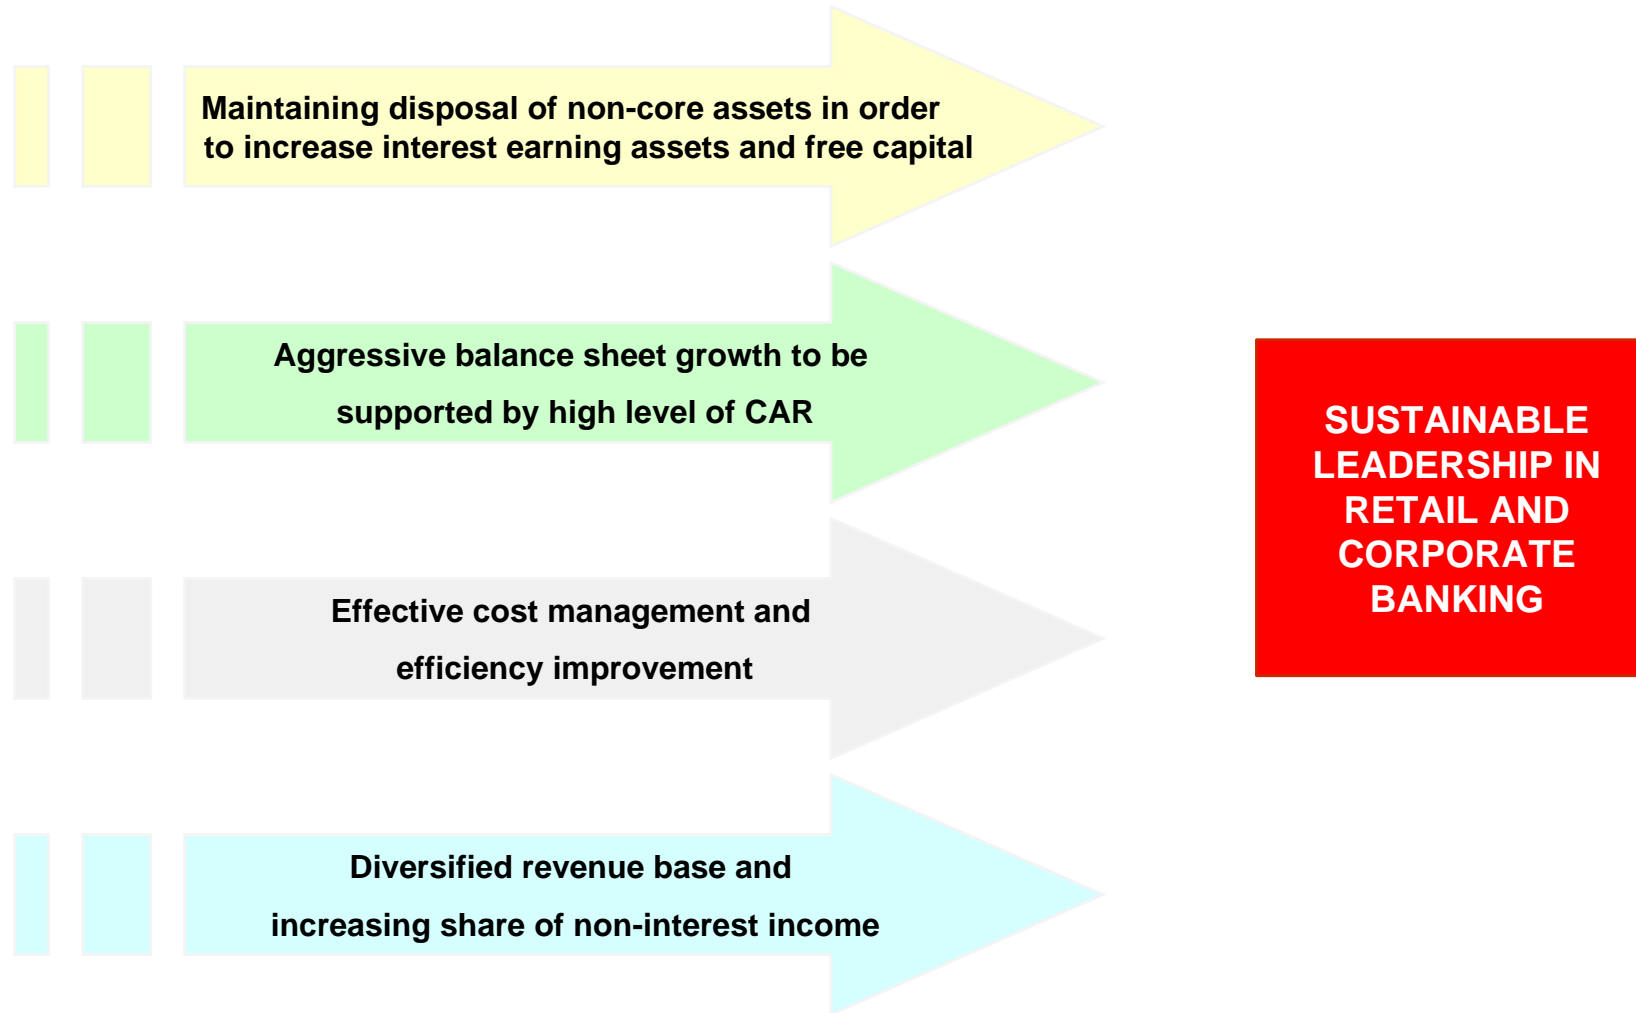 Maintaining disposal of non-core assets in order
to increase interest earning assets and free capital
Aggressive balance sheet growth to be
supported by high level of CAR
Effective cost management and
efficiency improvement
Diversified revenue base and
increasing share of non-interest income
SUSTAINABLE
LEADERSHIP IN
RETAIL AND
CORPORATE
BANKING